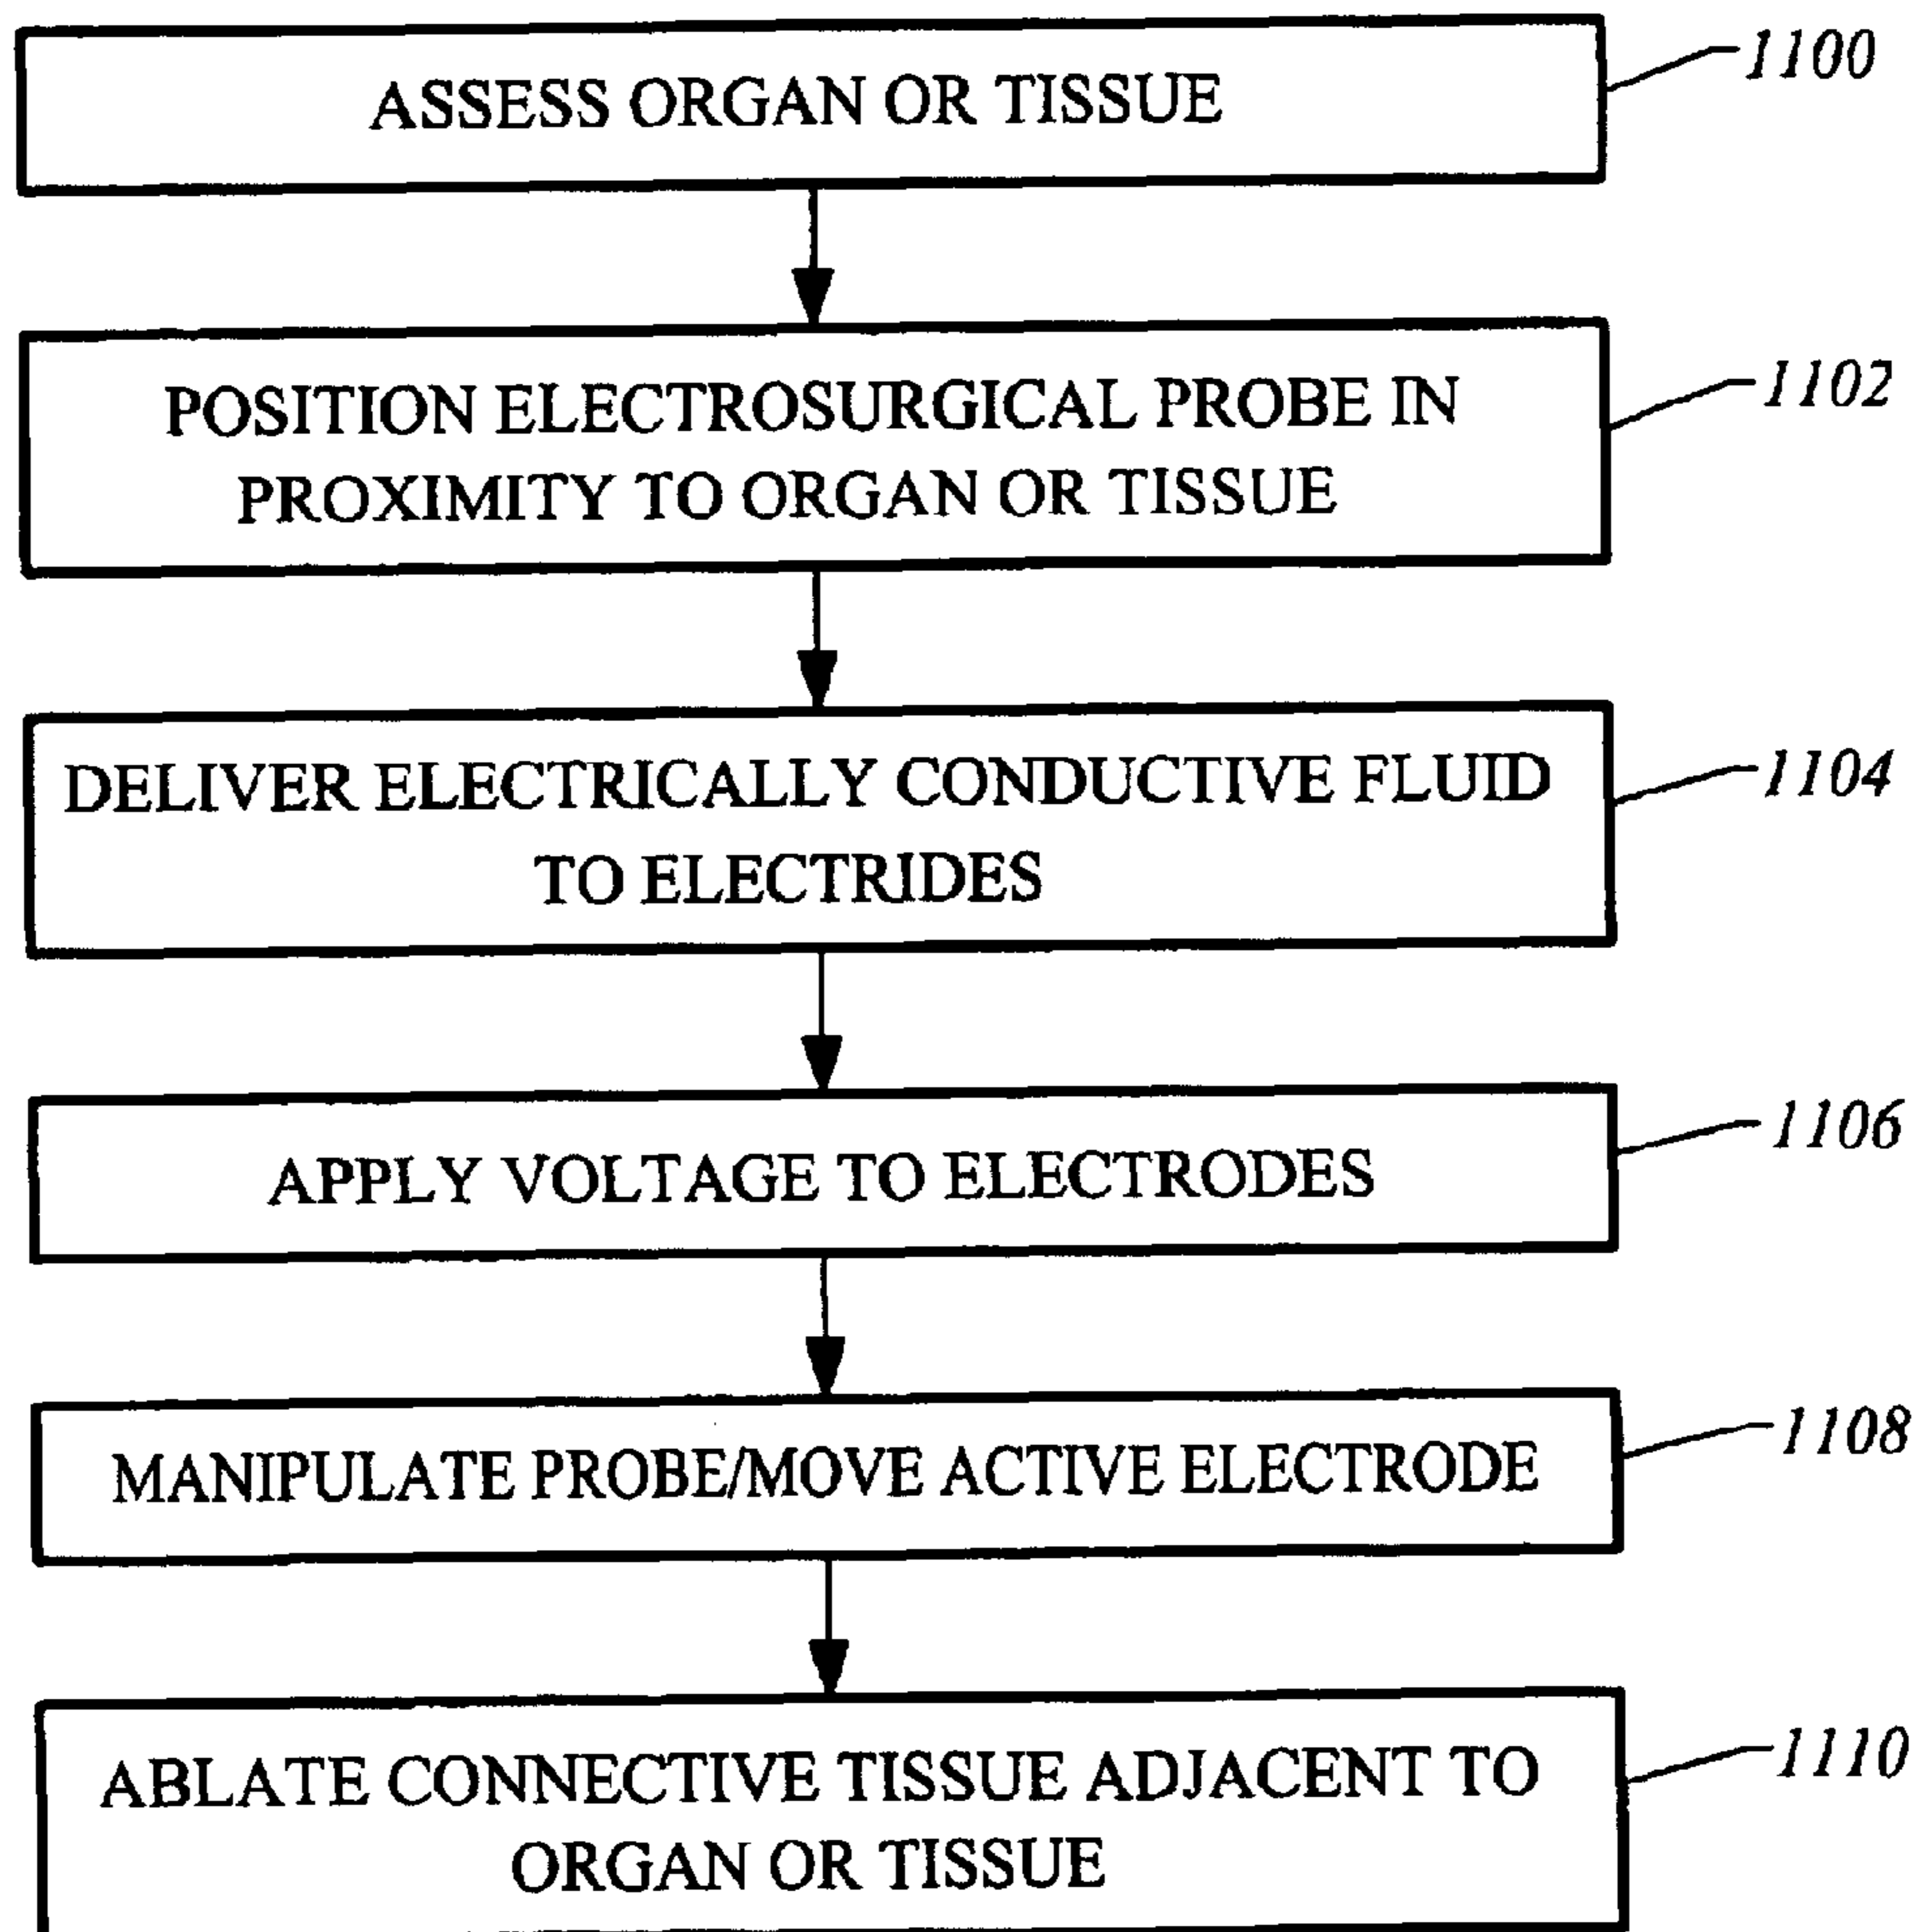 ASSESS ORGAN OR TISSUE
1100
POSITION ELECTROSURGICAL PROBE IN
PROXIMITY TO ORGAN OR TISSUE
1102
DELIVER ELECTRICALLY CONDUCTIVE FLUID
TO ELECTRIDES
1104
APPLY VOLTAGE TO ELECTRODES
1106
MANIPULATE PROBE/MOVE ACTIVE ELECTRODE
1108
ABLATE CONNECTIVE TISSUE ADJACENT TO
ORGAN OR TISSUE
1110